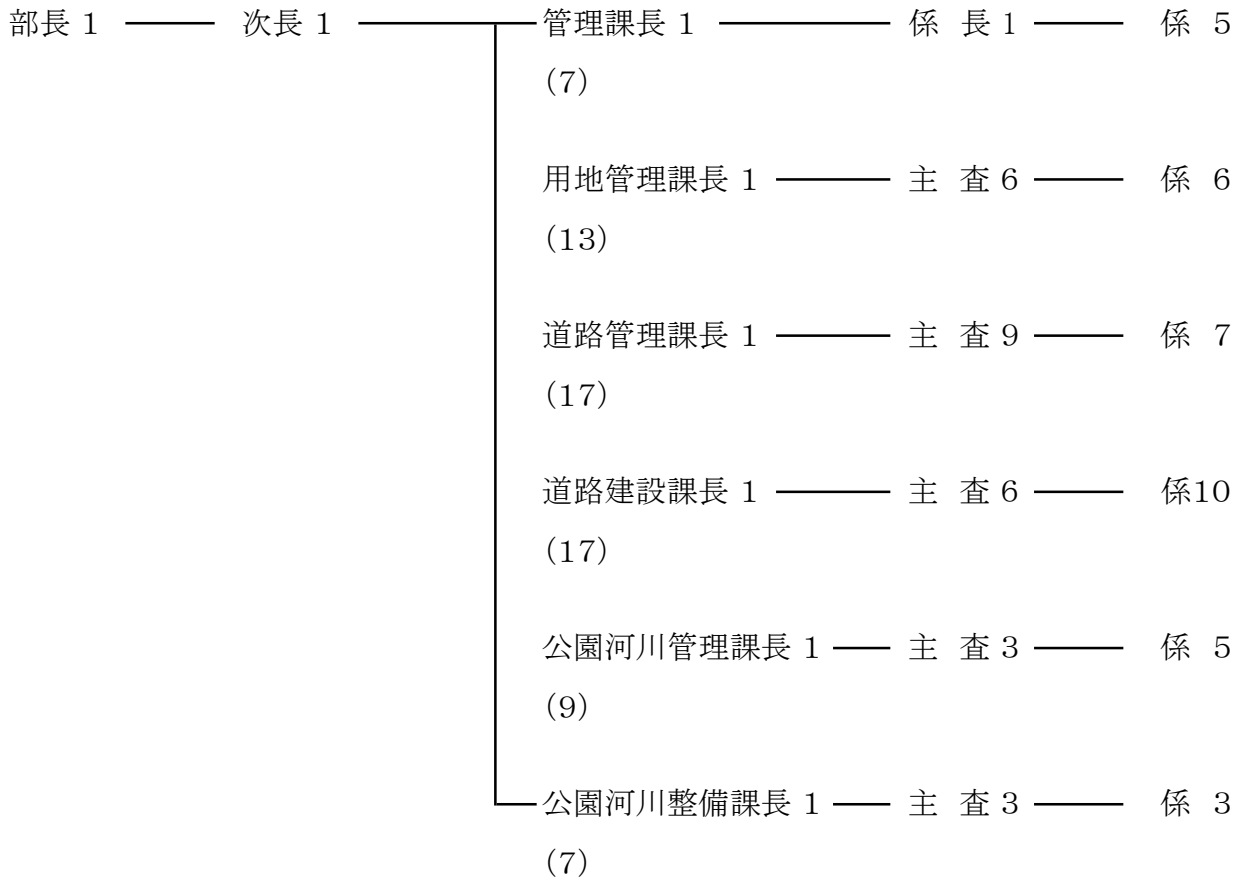 部長 1 次長 1 管理課長 1 係 長 1 係 5
(7)
用地管理課長 1 主 査 6 係 6
(13)
道路管理課長 1 主 査 9 係 7
(17)
道路建設課長 1 主 査 6 係10
(17)
公園河川管理課長 1 主 査 3 係 5
(9)
公園河川整備課長 1 主 査 3 係 3
(7)